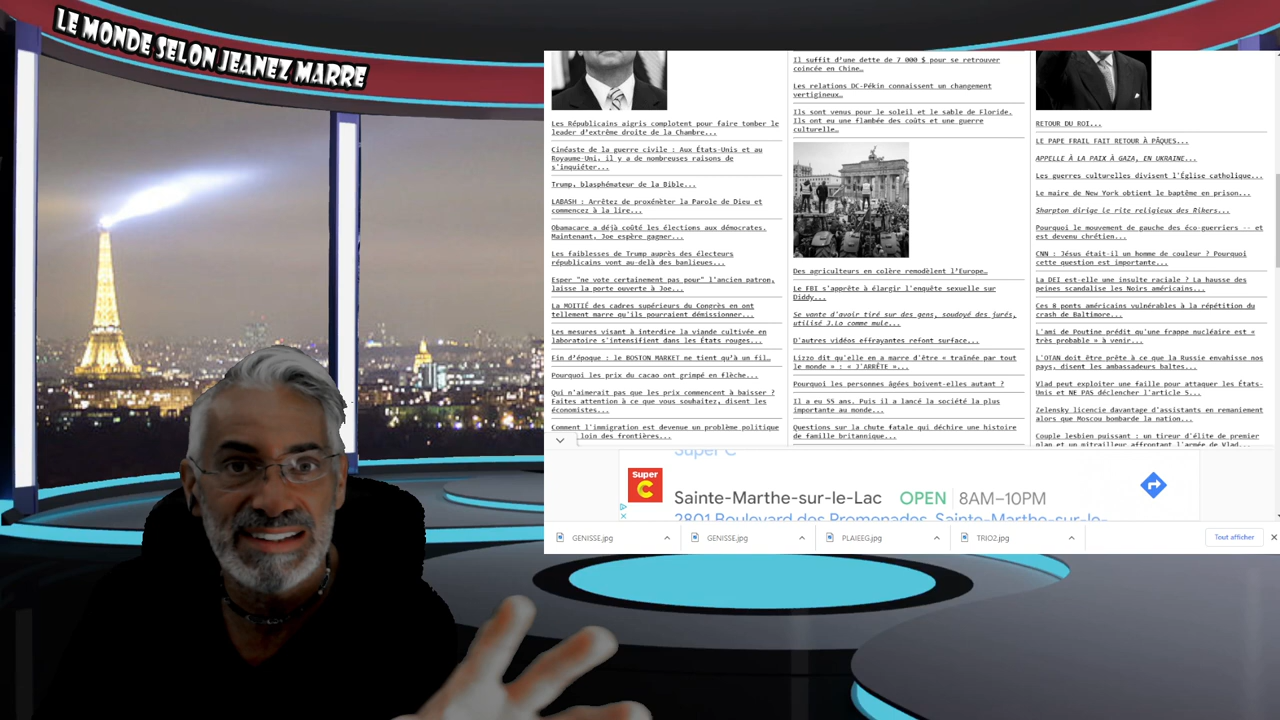 LE MONDE SELON JEANEZ MARRE
Les Républicains aigris complotent pour faire tomber le
leader d'extrême droite de la Chambre...
Cinéaste de la guerre civile : Aux États-Unis et au
Royaume-Uni, il y a de nombreuses raisons de
s'inquiéter...
Trump, blasphémateur de la Bible...
LABASH : Arrêtez de proxénèter la Parole de Dieu et
commencez à la lire...
Obamacare a déjà coûté les élections aux démocrates.
Maintenant, Joe espère gagner...
Les faiblesses de Trump auprès des électeurs
républicains vont au-delà des banlieues...
Esper "ne vote certainement pas pour" l'ancien patron,
laisse la porte ouverte à Joe...
La MOITIÉ des cadres supérieurs du Congrès en ont
tellement marre qu'ils pourraient démissionner...
Les mesures visant à interdire la viande cultivée en
laboratoire s'intensifient dans les États rouges...
Fin d'époque : le BOSTON MARKET ne tient qu'à un fil…
Pourquoi les prix du cacao ont grimpé en flèche...
Qui n'aimerait pas que les prix commencent à baisser ?
Faites attention à ce que vous souhaitez, disent les
économistes...
Comment l'immigration est devenue un problème politique
loin des frontières...
Il suffit d'une dette de 7 000 $ pour se retrouver
coincée en Chine…
Les relations DC-Pékin connaissent un changement
vertigineux…
Ils sont venus pour le soleil et le sable de Floride.
Ils ont eu une flambée des coûts et une guerre
culturelle…
Des agriculteurs en colère remodèlent l'Europe…
Le FBI s'apprête à élargir l'enquête sexuelle sur
Diddy...
Se vante d'avoir tiré sur des gens, soudoyé des jurés,
utilisé J.Lo comme mule...
D'autres vidéos effrayantes refont surface...
Lizzo dit qu'elle en a marre d'être « traînée par tout
le monde » : « J'ARRÊTE »...
Pourquoi les personnes âgées boivent-elles autant ?
Il a eu 55 ans. Puis il a lancé la société la plus
importante au monde...
Questions sur la chute fatale qui déchire une histoire
de famille britannique...
RETOUR DU ROI...
LE PAPE FRAIL FAIT RETOUR À PÂQUES...
APPELLE À LA PAIX À GAZA, EN UKRAINE...
Les guerres culturelles divisent l'Église catholique...
Le maire de New York obtient le baptême en prison...
Sharpton dirige le rite religieux des Rikers...
Pourquoi le mouvement de gauche des éco-guerriers -- et
est devenu chrétien...
CNN : Jésus était-il un homme de couleur ? Pourquoi
cette question est importante...
La DEI est-elle une insulte raciale ? La hausse des
peines scandalise les Noirs américains...
Ces 8 ponts américains vulnérables à la répétition du
crash de Baltimore...
L'ami de Poutine prédit qu'une frappe nucléaire est «
très probable » à venir...
L'OTAN doit être prête à ce que la Russie envahisse nos
pays, disent les ambassadeurs baltes...
Vlad peut exploiter une faille pour attaquer les États-
Unis et NE PAS déclencher l'article 5...
Zelensky licencie davantage d'assistants en remaniement
alors que Moscou bombarde la nation...
Couple lesbien puissant : un tireur d'élite de premier
plan et un mitrailleur affrontant l'armée de Vlad...
Super C
Super
C
Sainte-Marthe-sur-le-Lac OPEN 8AM–10PM
2801 Boulevard des Promenades, Sainte-Marthe-sur-le-
GENISSE.jpg
GENISSE.jpg
PLAIEEG.jpg
TRIO2.jpg
Tout afficher